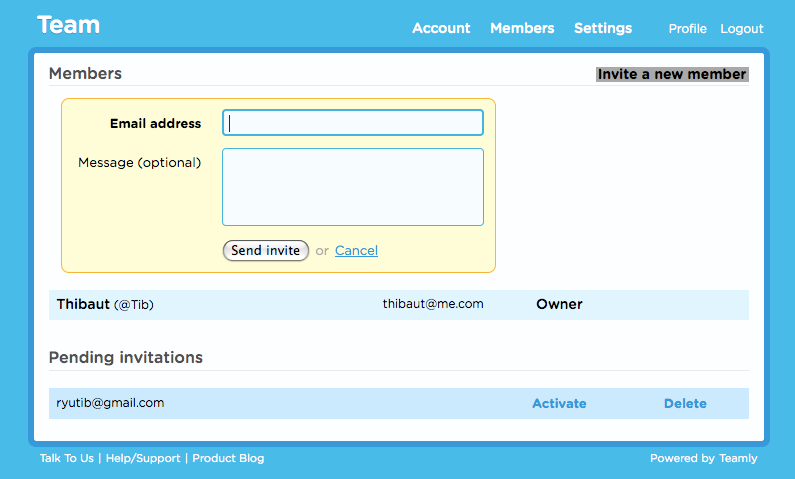 Team
Account Members Settings Profile Logout
Members
Invite a new member
Email address
Message (optional)
Send invite or Cancel
Thibaut (@Tib) thibaut@me.com Owner
Pending invitations
ryutib@gmail.com Activate Delete
Talk To Us | Help/Support | Product Blog
Powered by Teamly